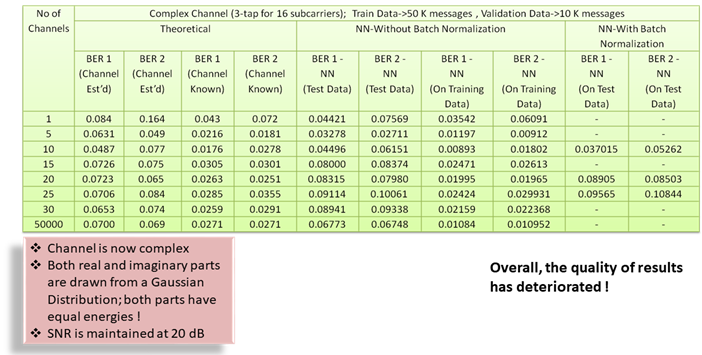 No of Channels
Complex Channel (3-tap for 16 subcarriers); Train Data->50 K messages , Validation Data->10 K messages
Theoretical
NN-Without Batch Normalization
NN-With Batch Normalization
BER 1 (Channel Est'd)
BER 2 (Channel Est'd)
BER 1 (Channel Known)
BER 2 (Channel Known)
BER 1 - NN (Test Data)
BER 2 - NN (Test Data)
BER 1 - NN (On Training Data)
BER 2 - NN (On Training Data)
BER 1 - NN (On Test Data)
BER 2 - NN (On Test Data)
1 0.084 0.164 0.043 0.072 0.04421 0.07569 0.03542 0.06091 - -
5 0.0631 0.049 0.0216 0.0181 0.03278 0.02711 0.01197 0.00912 - -
10 0.0487 0.077 0.0176 0.0278 0.04496 0.06151 0.00893 0.01802 0.037015 0.05262
15 0.0726 0.075 0.0305 0.0301 0.08000 0.08374 0.02471 0.02613 - -
20 0.0723 0.065 0.0263 0.0251 0.08315 0.07980 0.01995 0.01965 0.08905 0.08503
25 0.0706 0.084 0.0285 0.0355 0.09114 0.10061 0.02424 0.029931 0.09565 0.10844
30 0.0653 0.074 0.0259 0.0291 0.08941 0.09338 0.02159 0.022368 - -
50000 0.0700 0.069 0.0271 0.0271 0.06773 0.06748 0.01084 0.010952 - -
❖ Channel is now complex
❖ Both real and imaginary parts
are drawn from a Gaussian
Distribution; both parts have
equal energies !
❖ SNR is maintained at 20 dB
Overall, the quality of results
has deteriorated !